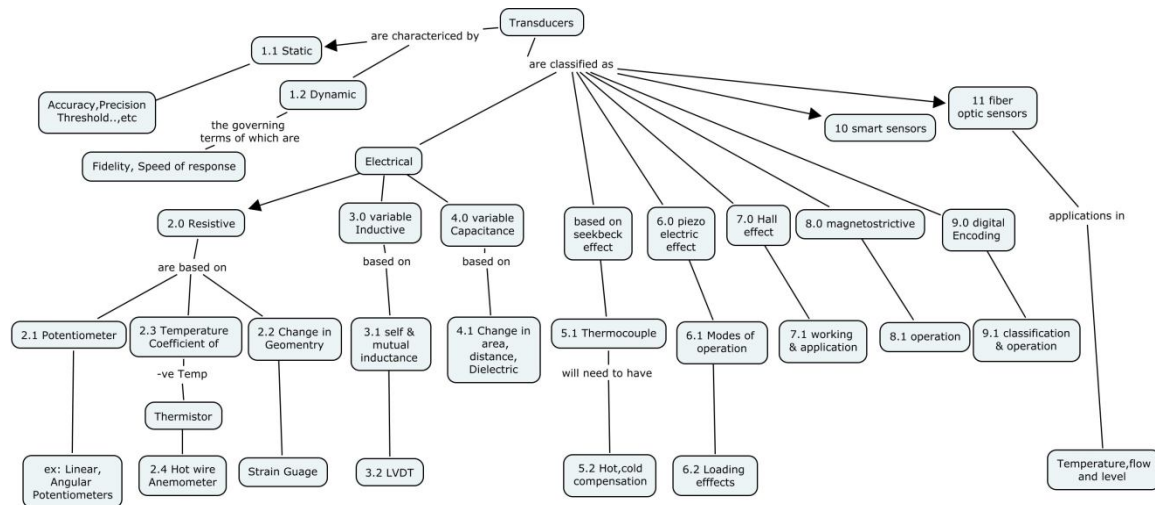 Transducers
are charactericed by
1.1 Static
are classified as
1.2 Dynamic
Accuracy,Precision
Threshold..,etc
11 fiber
optic sensors
10 smart sensors
the governing
terms of which are
Fidelity, Speed of response
Electrical
2.0 Resistive
3.0 variable
Inductive
4.0 variable
Capacitance
based on
seekbeck
effect
6.0 piezo
electric
effect
7.0 Hall
effect
8.0 magnetostrictive
9.0 digital
Encoding
applications in
are based on
based on
based on
2.1 Potentiometer
2.3 Temperature
Coefficient of
2.2 Change in
Geomentry
3.1 self &
mutual
inductance
4.1 Change in
area,
distance,
Dielectric
5.1 Thermocouple
6.1 Modes of
operation
7.1 working
& application
8.1 operation
9.1 classification
& operation
-ve Temp
will need to have
Thermistor
ex: Linear,
Angular
Potentiometers
2.4 Hot wire
Anemometer
Strain Guage
3.2 LVDT
5.2 Hot,cold
compensation
6.2 Loading
efffects
Temperature,flow
and level